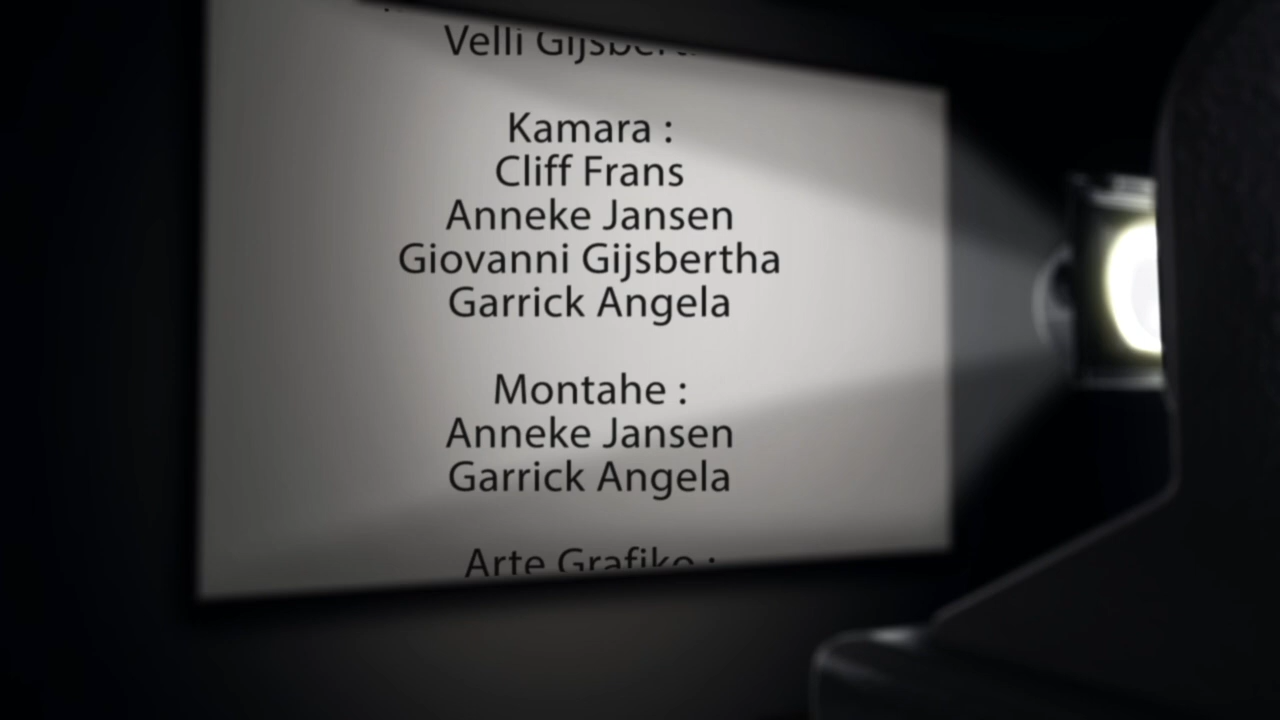 Velli
Kamara :
Cliff Frans
Anneke Jansen
Giovanni Gijsbertha
Garrick Angela
Montahe :
Anneke Jansen
Garrick Angela
Arte Grafiko :